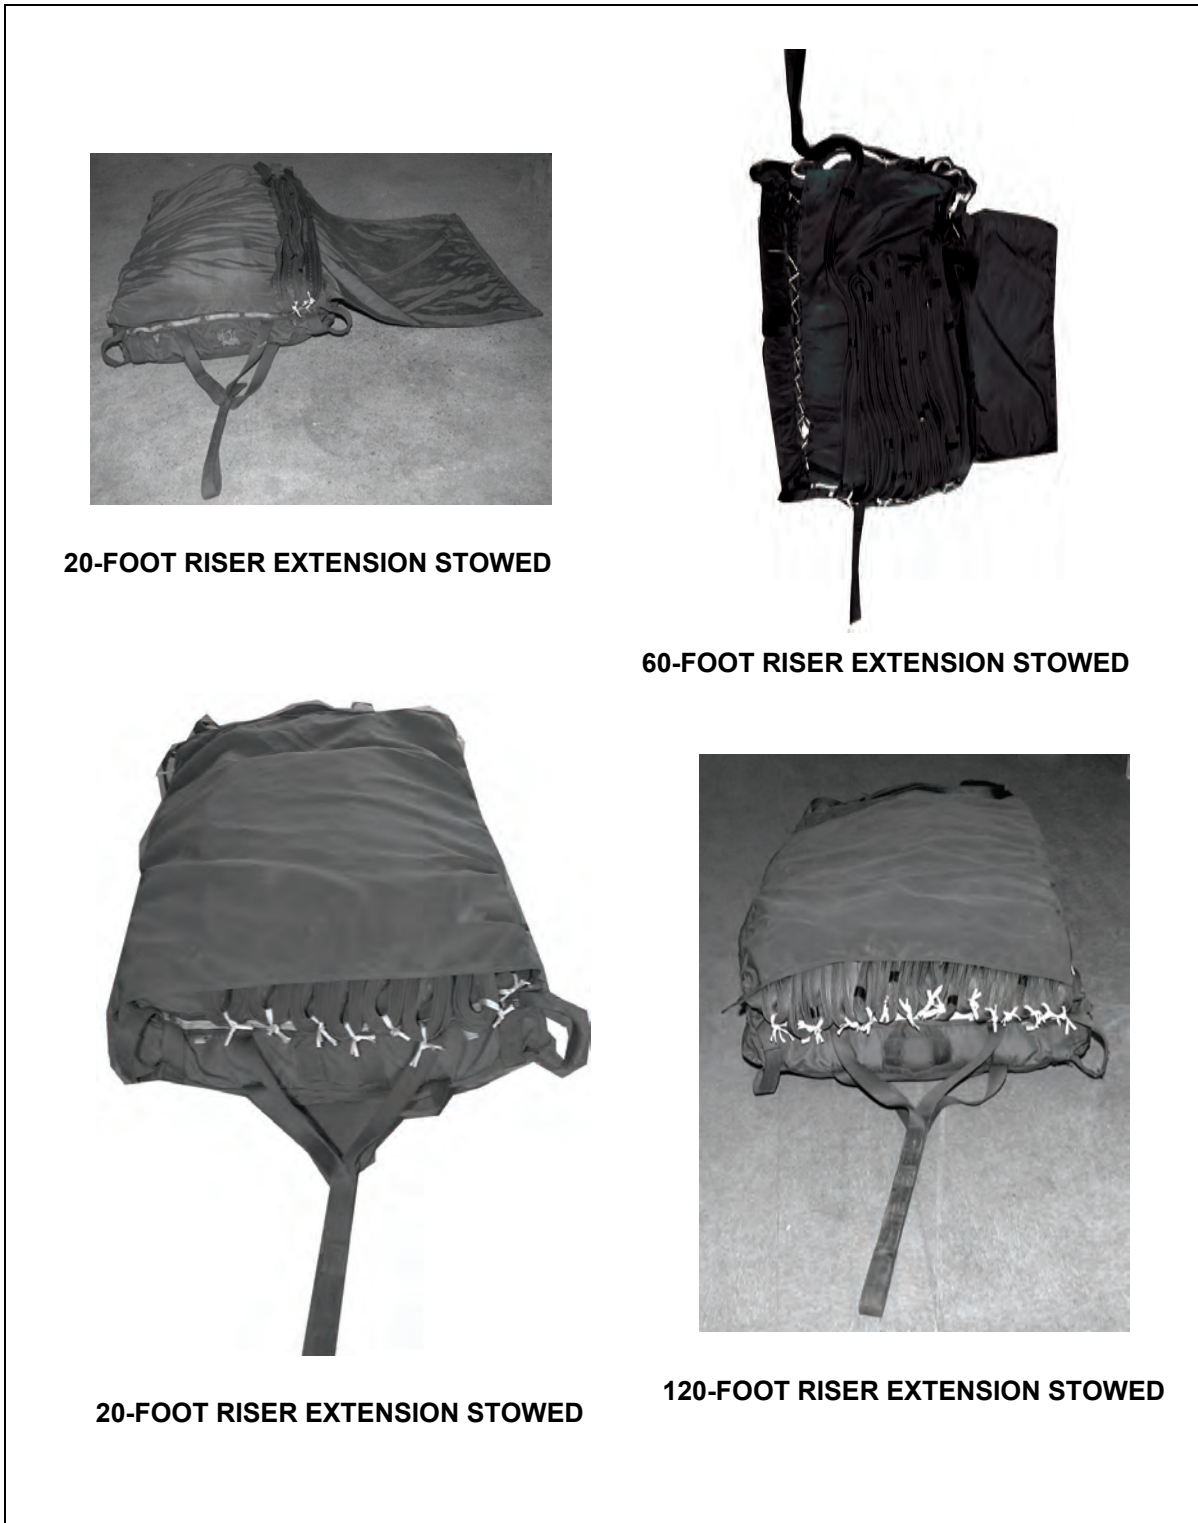 20-FOOT RISER EXTENSION STOWED
60-FOOT RISER EXTENSION STOWED
20-FOOT RISER EXTENSION STOWED
120-FOOT RISER EXTENSION STOWED